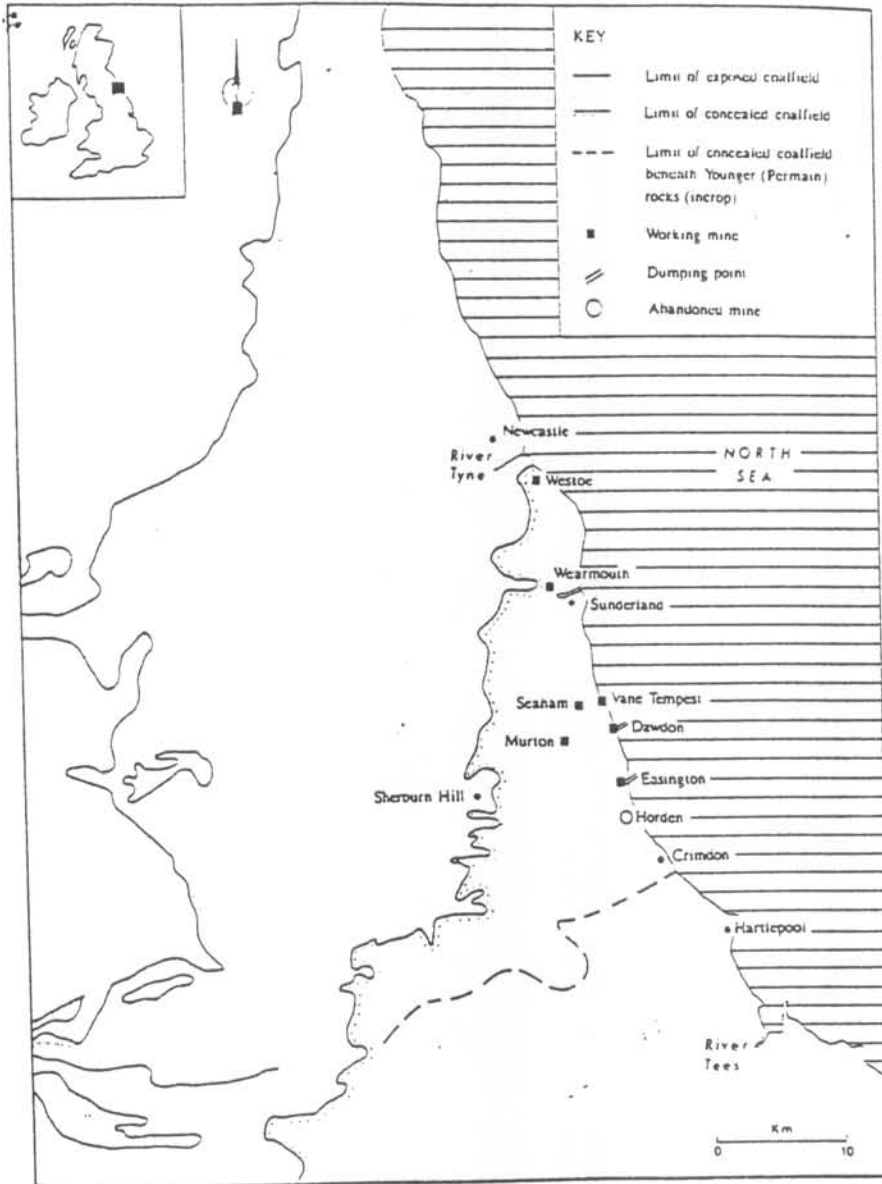 KEY
Limit of exposed coalfield
Limit of concealed coalfield
Limit of concealed coalfield
beneath Younger (Permain)
rocks (incrop)
Working mine
Dumping point
Abandoned mine
Newcastle
River
Tyne
NORTH
SEA
Westoe
Wearmouth
Sunderland
Seaham
Vane Tempest
Dawdon
Murton
Easington
Sherburn Hill
Horden
Crimdon
Hartlepool
River
Tees
Km
0 10